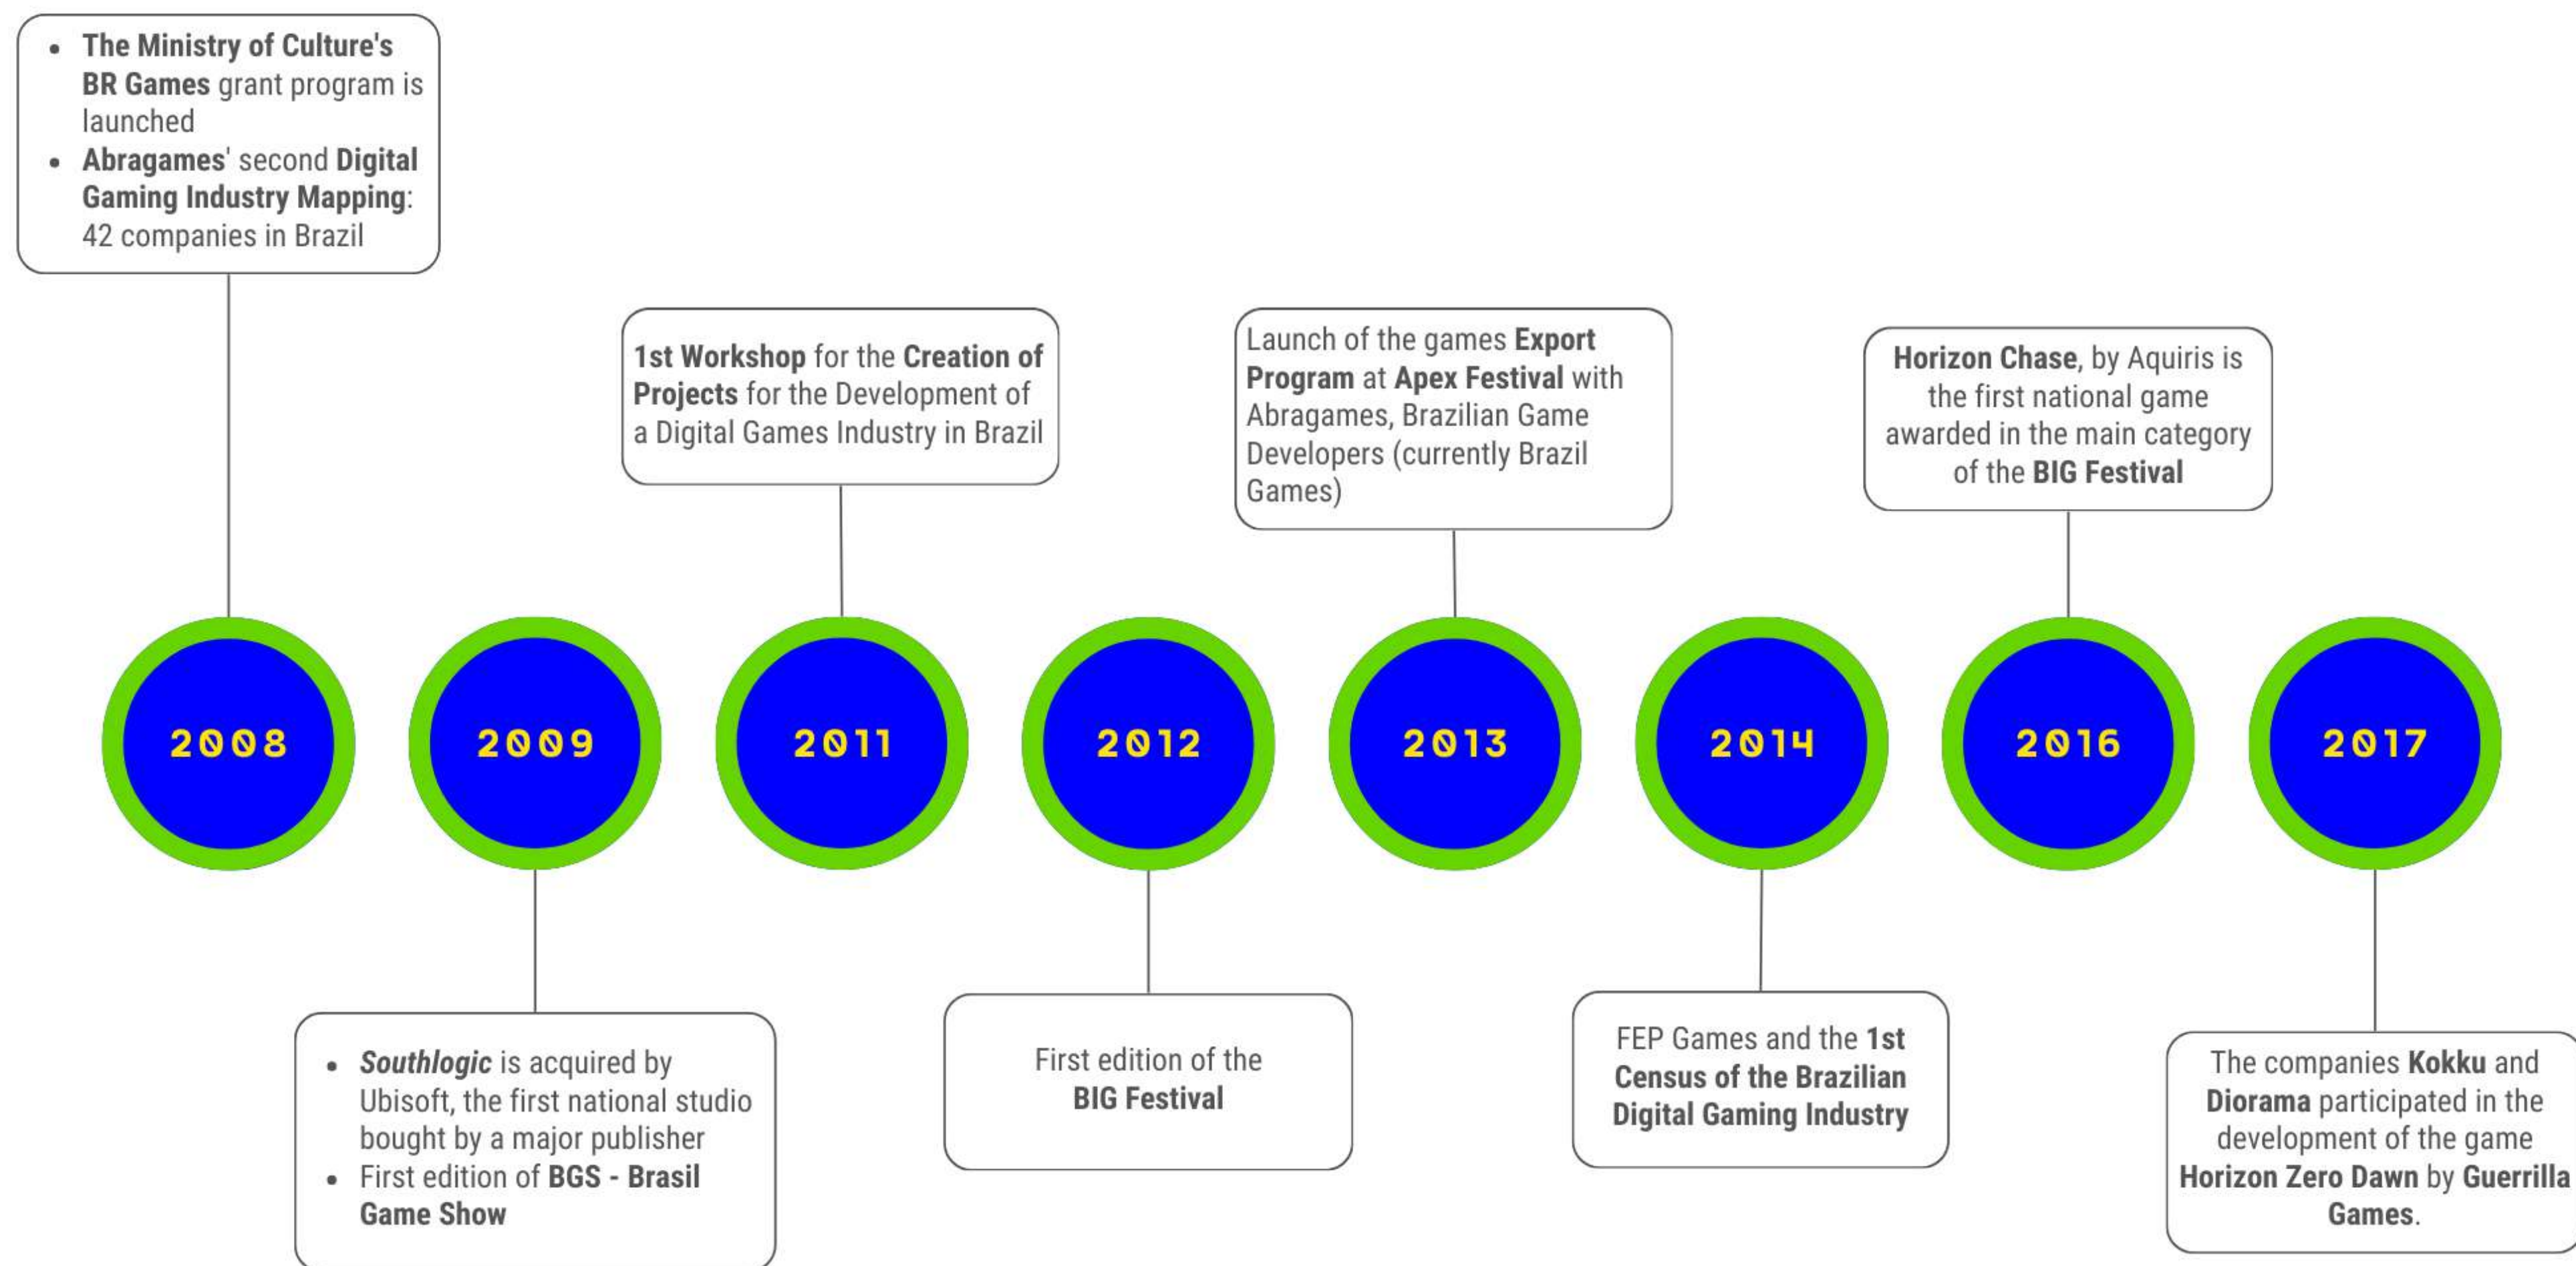 • The Ministry of Culture's
BR Games grant program is
launched
• Abragames' second Digital
Gaming Industry Mapping:
42 companies in Brazil
1st Workshop for the Creation of
Projects for the Development of
a Digital Games Industry in Brazil
Launch of the games Export
Program at Apex Festival with
Abragames, Brazilian Game
Developers (currently Brazil
Games)
Horizon Chase, by Aquiris is
the first national game
awarded in the main category
of the BIG Festival
2008
2009
2011
2012
2013
2014
2016
2017
• Southlogic is acquired by
Ubisoft, the first national studio
bought by a major publisher
• First edition of BGS - Brasil
Game Show
First edition of the
BIG Festival
FEP Games and the 1st
Census of the Brazilian
Digital Gaming Industry
The companies Kokku and
Diorama participated in the
development of the game
Horizon Zero Dawn by Guerrilla
Games.